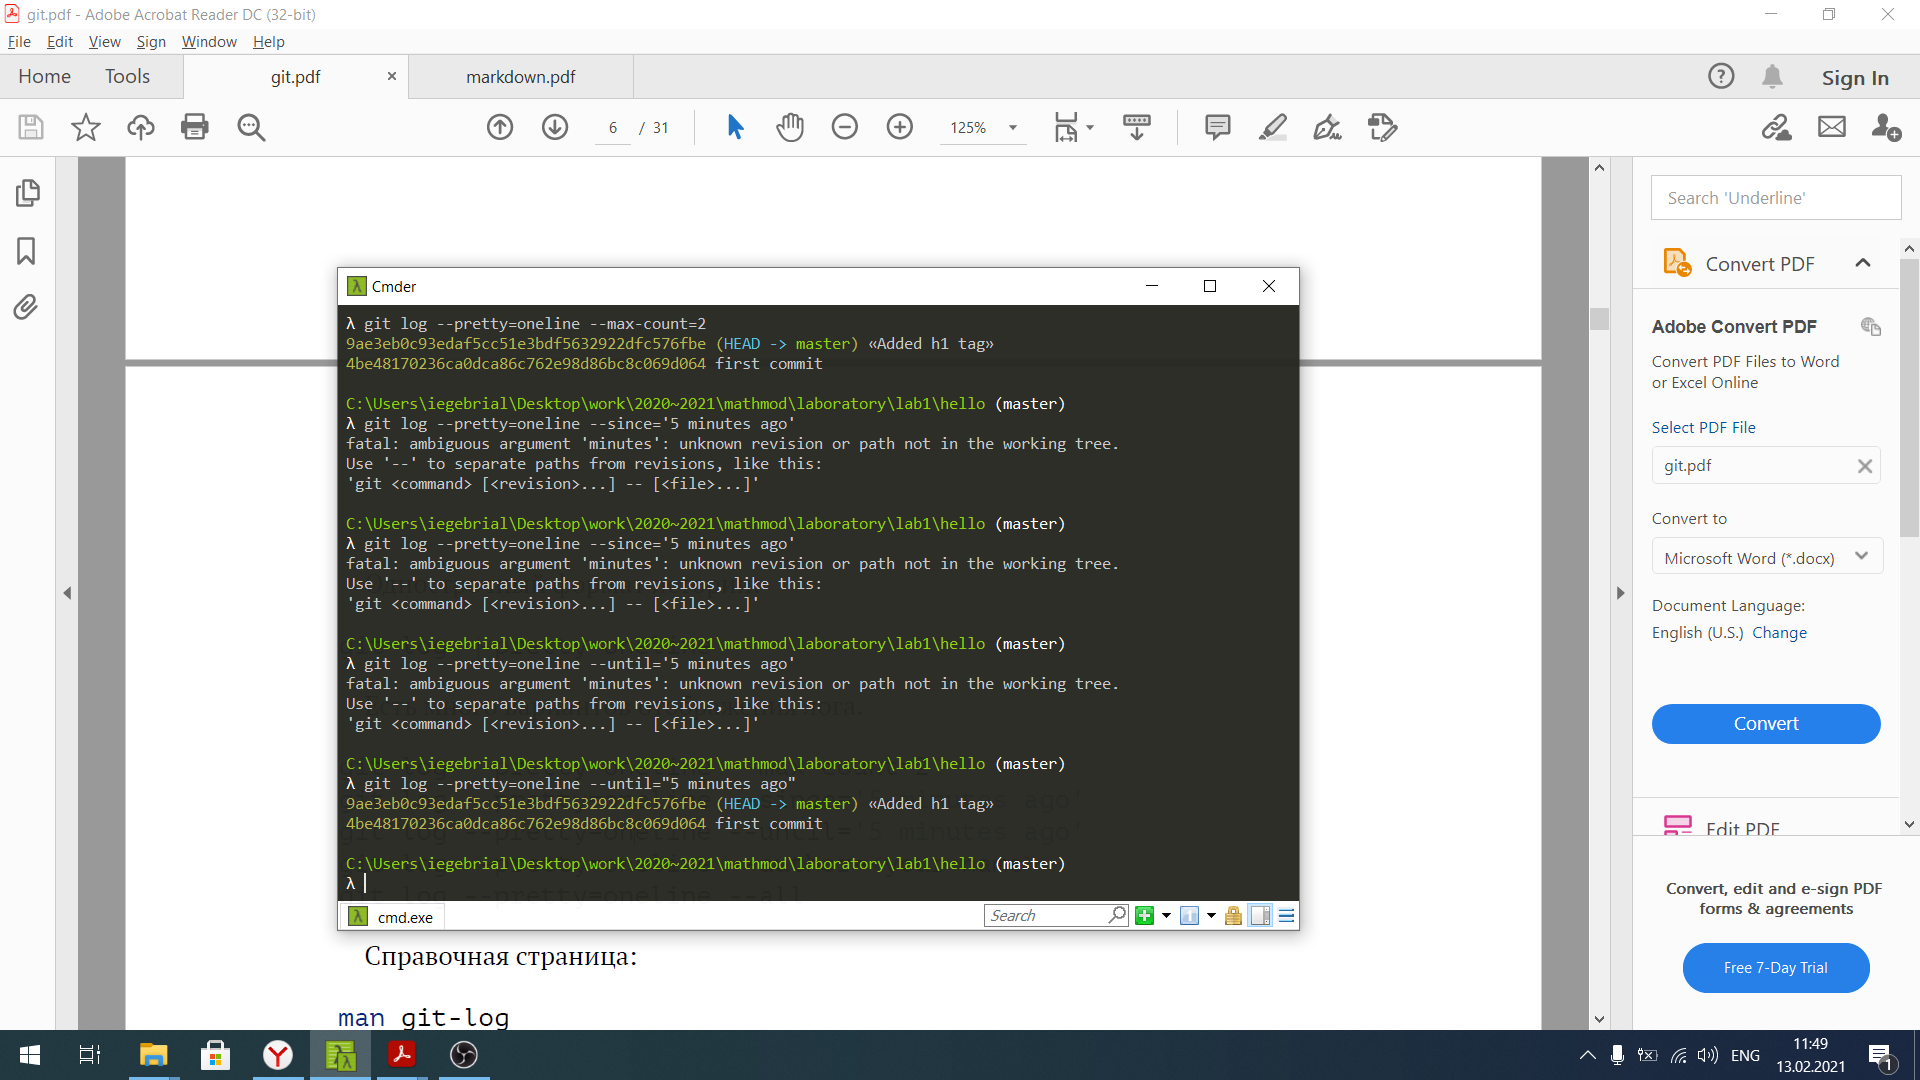 git.pdf - Adobe Acrobat Reader DC (32-bit)
File Edit View Sign Window Help
Home Tools git.pdf markdown.pdf Sign In
6 / 31 125%
Search 'Underline'
Convert PDF
Adobe Convert PDF
Convert PDF Files to Word
or Excel Online
Select PDF File
git.pdf
Convert to
Microsoft Word (*.docx)
Document Language:
English (U.S.) Change
Convert
Edit PDF
Convert, edit and e-sign PDF
forms & agreements
Free 7-Day Trial
Cmder
λ git log --pretty=oneline --max-count=2
9ae3eb0c93edaf5cc51e3bdf5632922dfc576fbe (HEAD -> master) «Added h1 tag»
4be48170236ca0dca86c762e98d86bc8c069d064 first commit
C:\Users\iegebrial\Desktop\work\2020~2021\mathmod\laboratory\lab1\hello (master)
λ git log --pretty=oneline --since='5 minutes ago'
fatal: ambiguous argument 'minutes': unknown revision or path not in the working tree.
Use '--' to separate paths from revisions, like this:
'git <command> [<revision>...] -- [<file>...]'
C:\Users\iegebrial\Desktop\work\2020~2021\mathmod\laboratory\lab1\hello (master)
λ git log --pretty=oneline --since='5 minutes ago'
fatal: ambiguous argument 'minutes': unknown revision or path not in the working tree.
Use '--' to separate paths from revisions, like this:
'git <command> [<revision>...] -- [<file>...]'
C:\Users\iegebrial\Desktop\work\2020~2021\mathmod\laboratory\lab1\hello (master)
λ git log --pretty=oneline --until='5 minutes ago'
fatal: ambiguous argument 'minutes': unknown revision or path not in the working tree.
Use '--' to separate paths from revisions, like this:
'git <command> [<revision>...] -- [<file>...]'
C:\Users\iegebrial\Desktop\work\2020~2021\mathmod\laboratory\lab1\hello (master)
λ git log --pretty=oneline --until="5 minutes ago"
9ae3eb0c93edaf5cc51e3bdf5632922dfc576fbe (HEAD -> master) «Added h1 tag»
4be48170236ca0dca86c762e98d86bc8c069d064 first commit
C:\Users\iegebrial\Desktop\work\2020~2021\mathmod\laboratory\lab1\hello (master)
λ
git log --pretty=oneline --all
cmd.exe Search
Справочная страница:
man git-log
ENG 11:49
13.02.2021
1